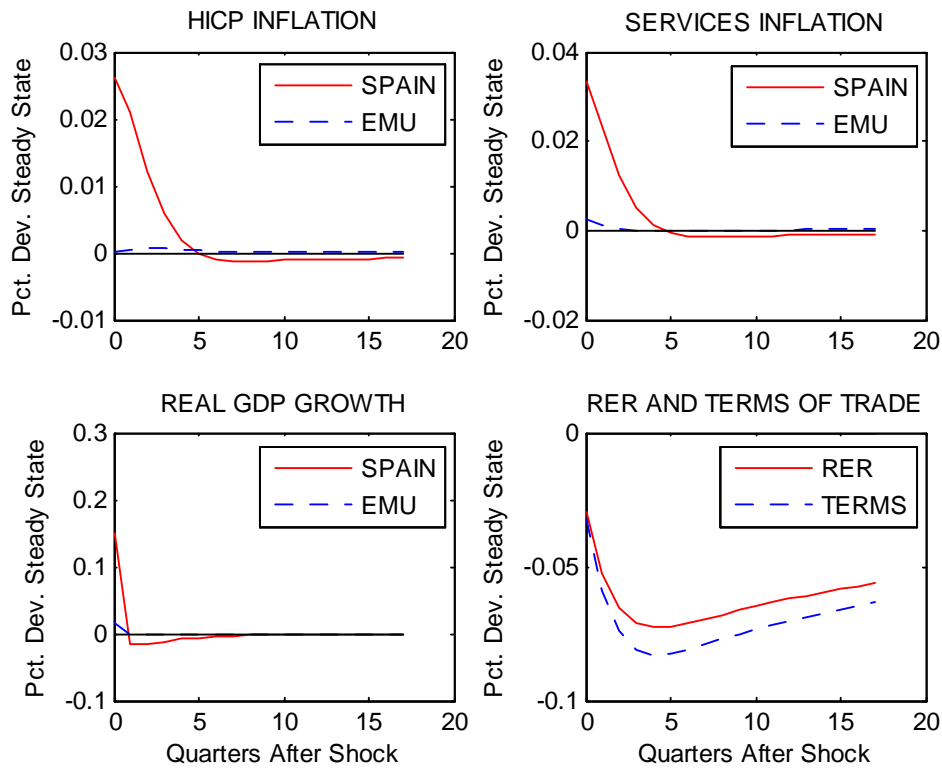 HICP INFLATION
Pct. Dev. Steady State
0.03
0.02
0.01
0
-0.01
0
5
10
15
20
SPAIN
EMU
SERVICES INFLATION
Pct. Dev. Steady State
0.04
0.02
0
-0.02
0
5
10
15
20
SPAIN
EMU
REAL GDP GROWTH
Pct. Dev. Steady State
0.3
0.2
0.1
0
-0.1
0
5
10
15
20
SPAIN
EMU
Quarters After Shock
RER AND TERMS OF TRADE
Pct. Dev. Steady State
0
-0.05
-0.1
0
5
10
15
20
RER
TERMS
Quarters After Shock